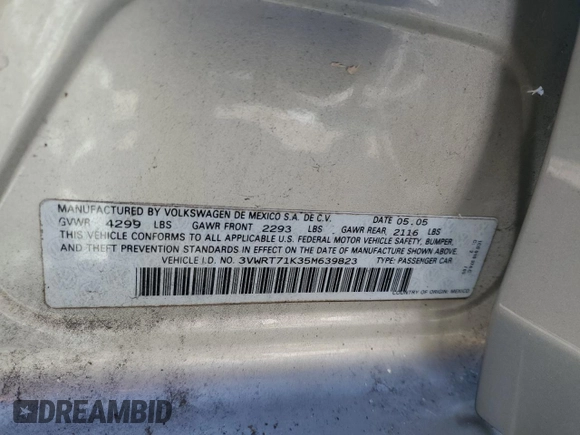 MANUFACTURED BY VOLKSWAGEN DE MEXICO S.A. DE C.V. DATE 05.05
GVWR 4299 LBS GAWR FRONT 2293 LBS GAWR REAR 2116 LBS
THIS VEHICLE CONFORMS TO ALL APPLICABLE U.S. FEDERAL MOTOR VEHICLE SAFETY, BUMPER,
AND THEFT PREVENTION STANDARDS IN EFFECT ON THE DATE OF MANUFACTURE SHOWN ABOVE.
VEHICLE I.D. NO. 3VWRT71K35M639823 TYPE: PASSENGER CAR
COUNTRY OF ORIGIN: MEXICO
DREAMBID